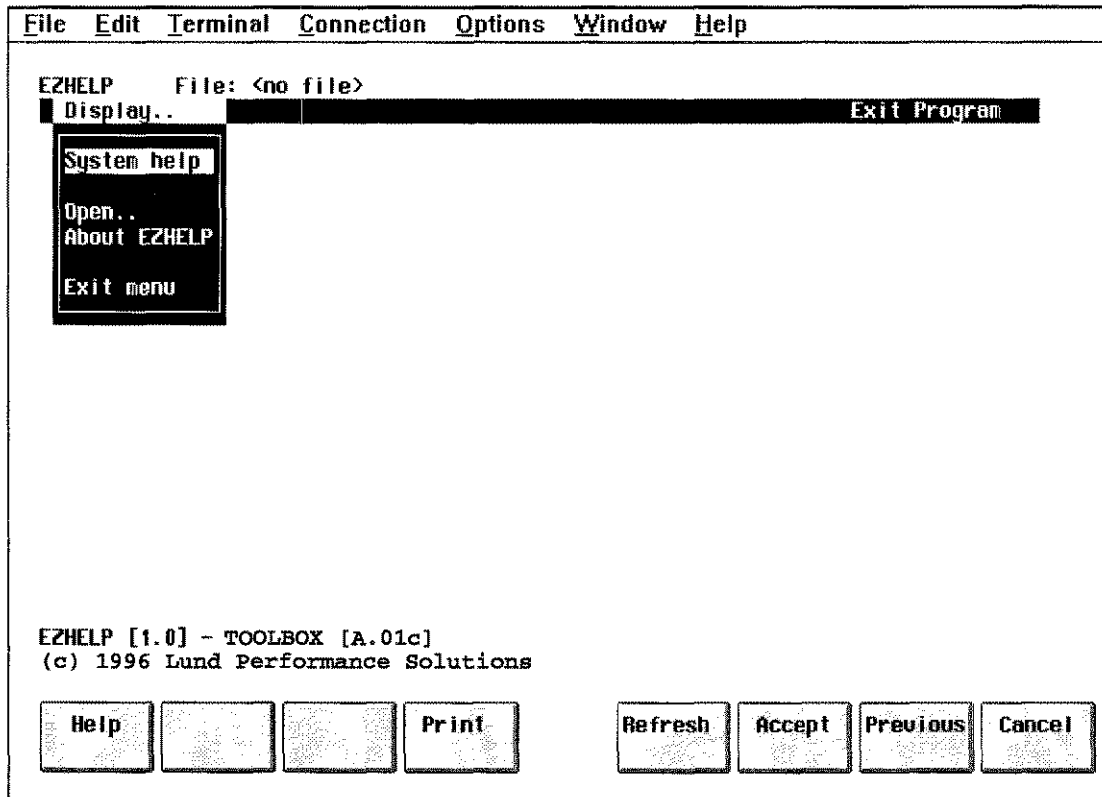 File Edit Terminal Connection Options Window Help
EZHELP File: <no file>
Display.. Exit Program
System help
Open..
About EZHELP
Exit menu
EZHELP [1.0] - TOOLBOX [A.01c]
(c) 1996 Lund Performance Solutions
Help Print Refresh Accept Previous Cancel